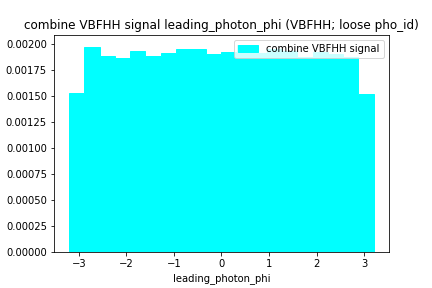 combine VBFHH signal leading_photon_phi (VBFHH; loose pho_id)
combine VBFHH signal
0.00200
0.00175
0.00150
0.00125
0.00100
0.00075
0.00050
0.00025
0.00000
−3 −2 −1 0 1 2 3
leading_photon_phi